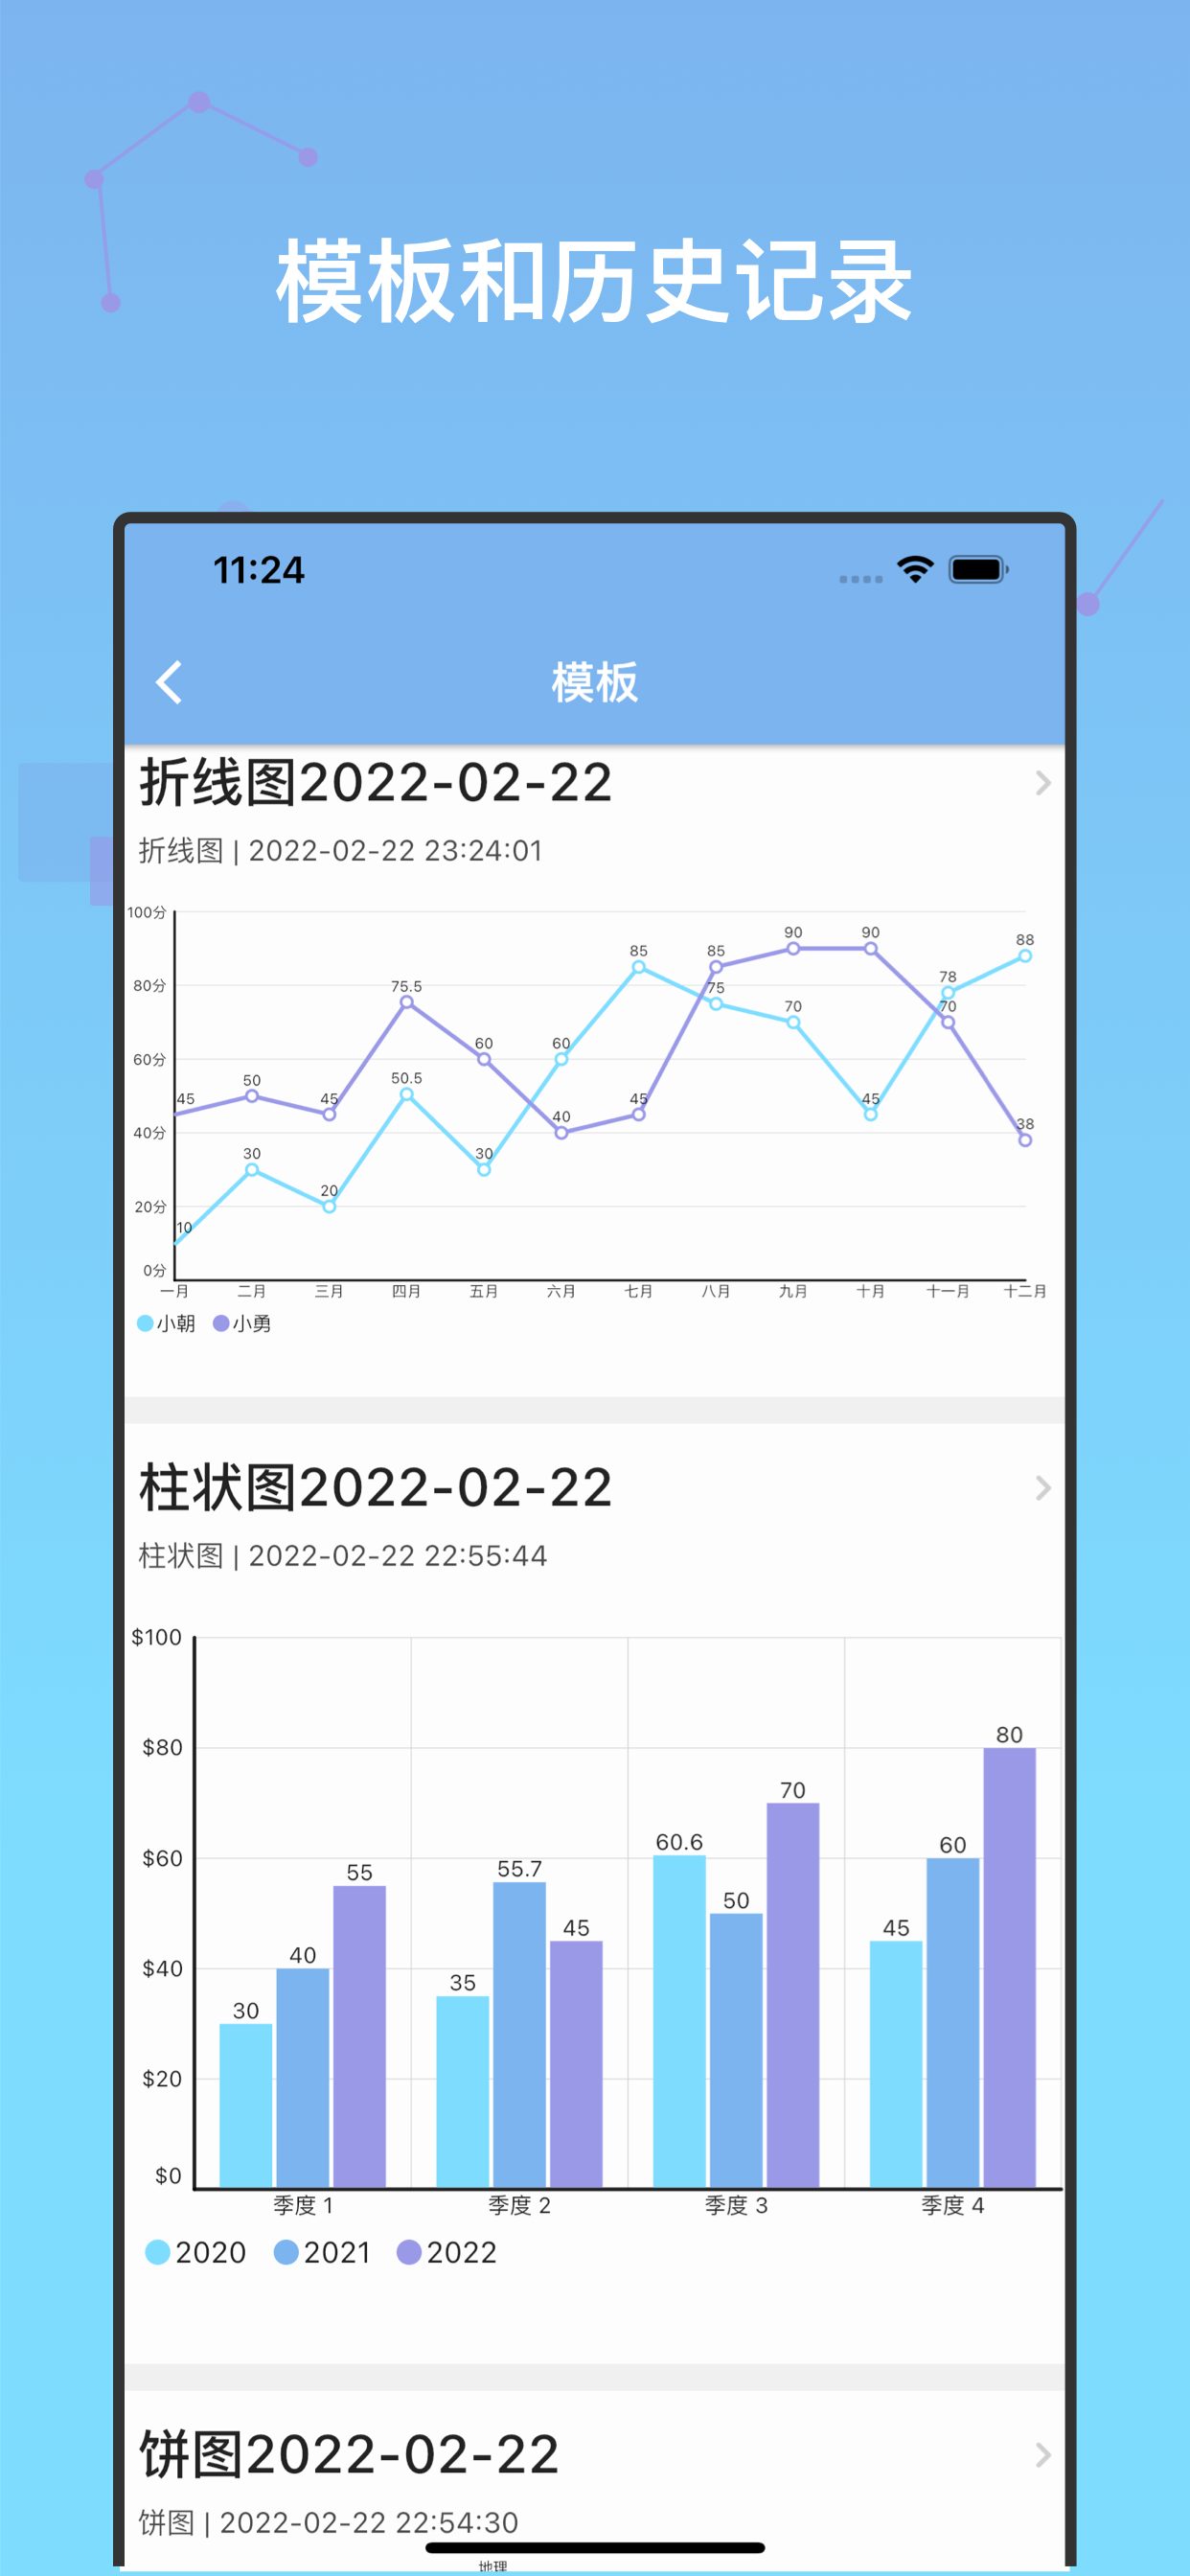 模板和历史记录
11:24
模板
折线图2022-02-22
折线图 | 2022-02-22 23:24:01
100分
80分
60分
40分
20分
0分
45 50 45 75.5 60 40 45 85 90 90 70 38
10 30 20 50.5 30 60 85 75 70 45 78 88
一月 二月 三月 四月 五月 六月 七月 八月 九月 十月 十一月 十二月
小朝 小勇
柱状图2022-02-22
柱状图 | 2022-02-22 22:55:44
$100
$80
$60
$40
$20
$0
30 40 55 35 55.7 45 60.6 50 70 45 60 80
季度 1 季度 2 季度 3 季度 4
2020 2021 2022
饼图2022-02-22
饼图 | 2022-02-22 22:54:30
地理